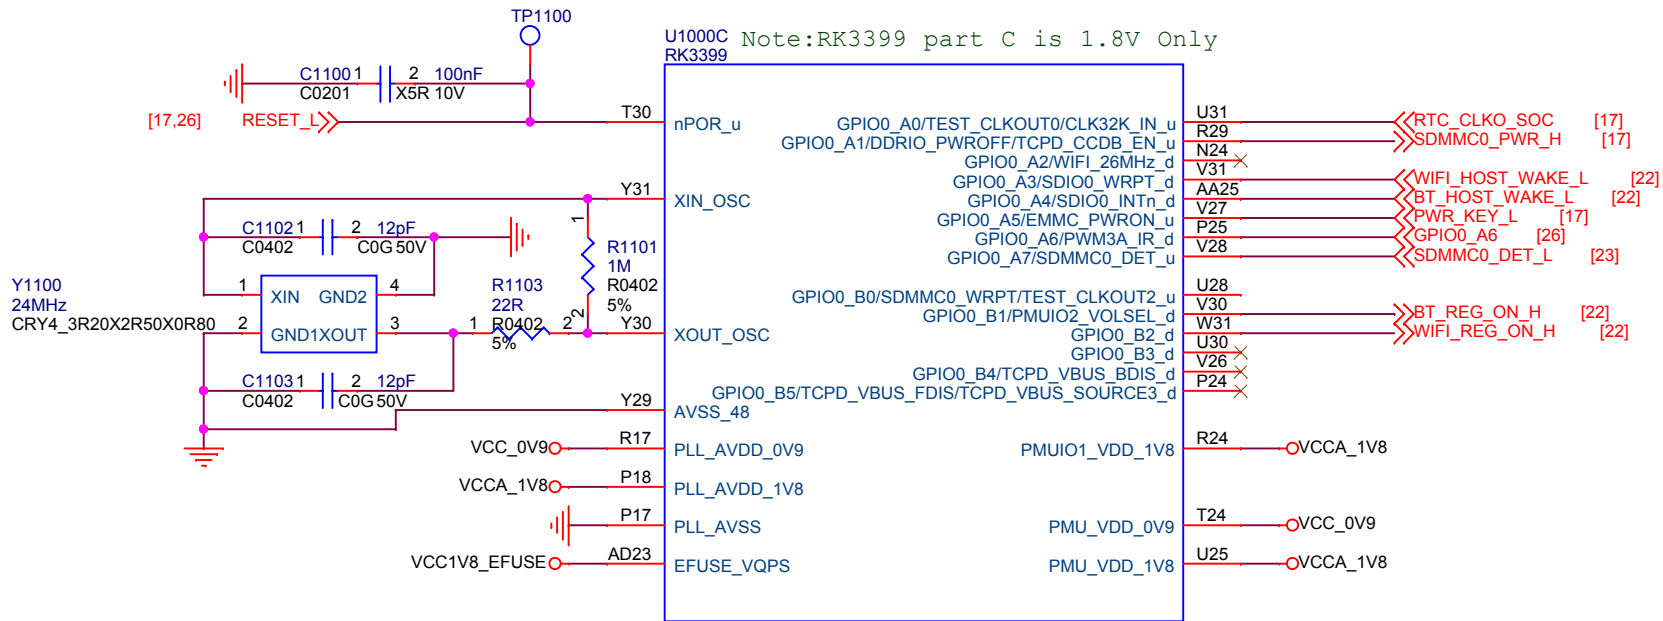 TP1100
U1000C Note:RK3399 part C is 1.8V Only
RK3399
C1100 1 2 100nF
C0201 X5R 10V
[17,26] RESET_L T30 nPOR_u
Y31 XIN_OSC
C1102 1 2 12pF
C0402 C0G 50V
1 R1101
1M
R0402
5%
2
Y1100
24MHz
CRY4_3R20X2R50X0R80
1 XIN GND2 4
2 GND1 XOUT 3
R1103
22R
1 R0402 2
5%
Y30 XOUT_OSC
C1103 1 2 12pF
C0402 C0G 50V
Y29 AVSS_48
VCC_0V9 R17 PLL_AVDD_0V9
VCCA_1V8 P18 PLL_AVDD_1V8
P17 PLL_AVSS
VCC1V8_EFUSE AD23 EFUSE_VQPS
GPIO0_A0/TEST_CLKOUT0/CLK32K_IN_u U31 RTC_CLKO_SOC [17]
GPIO0_A1/DDRIO_PWROFF/TCPD_CCDB_EN_u R29 SDMMC0_PWR_H [17]
GPIO0_A2/WIFI_26MHz_d N24
GPIO0_A3/SDIO0_WRPT_d V31 WIFI_HOST_WAKE_L [22]
GPIO0_A4/SDIO0_INTn_d AA25 BT_HOST_WAKE_L [22]
GPIO0_A5/EMMC_PWRON_u V27 PWR_KEY_L [17]
GPIO0_A6/PWM3A_IR_d P25 GPIO0_A6 [26]
GPIO0_A7/SDMMC0_DET_u V28 SDMMC0_DET_L [23]
GPIO0_B0/SDMMC0_WRPT/TEST_CLKOUT2_u U28
GPIO0_B1/PMUIO2_VOLSEL_d V30 BT_REG_ON_H [22]
GPIO0_B2_d W31 WIFI_REG_ON_H [22]
GPIO0_B3_d U30
GPIO0_B4/TCPD_VBUS_BDIS_d V26
GPIO0_B5/TCPD_VBUS_FDIS/TCPD_VBUS_SOURCE3_d P24
PMUIO1_VDD_1V8 R24 VCCA_1V8
PMU_VDD_0V9 T24 VCC_0V9
PMU_VDD_1V8 U25 VCCA_1V8